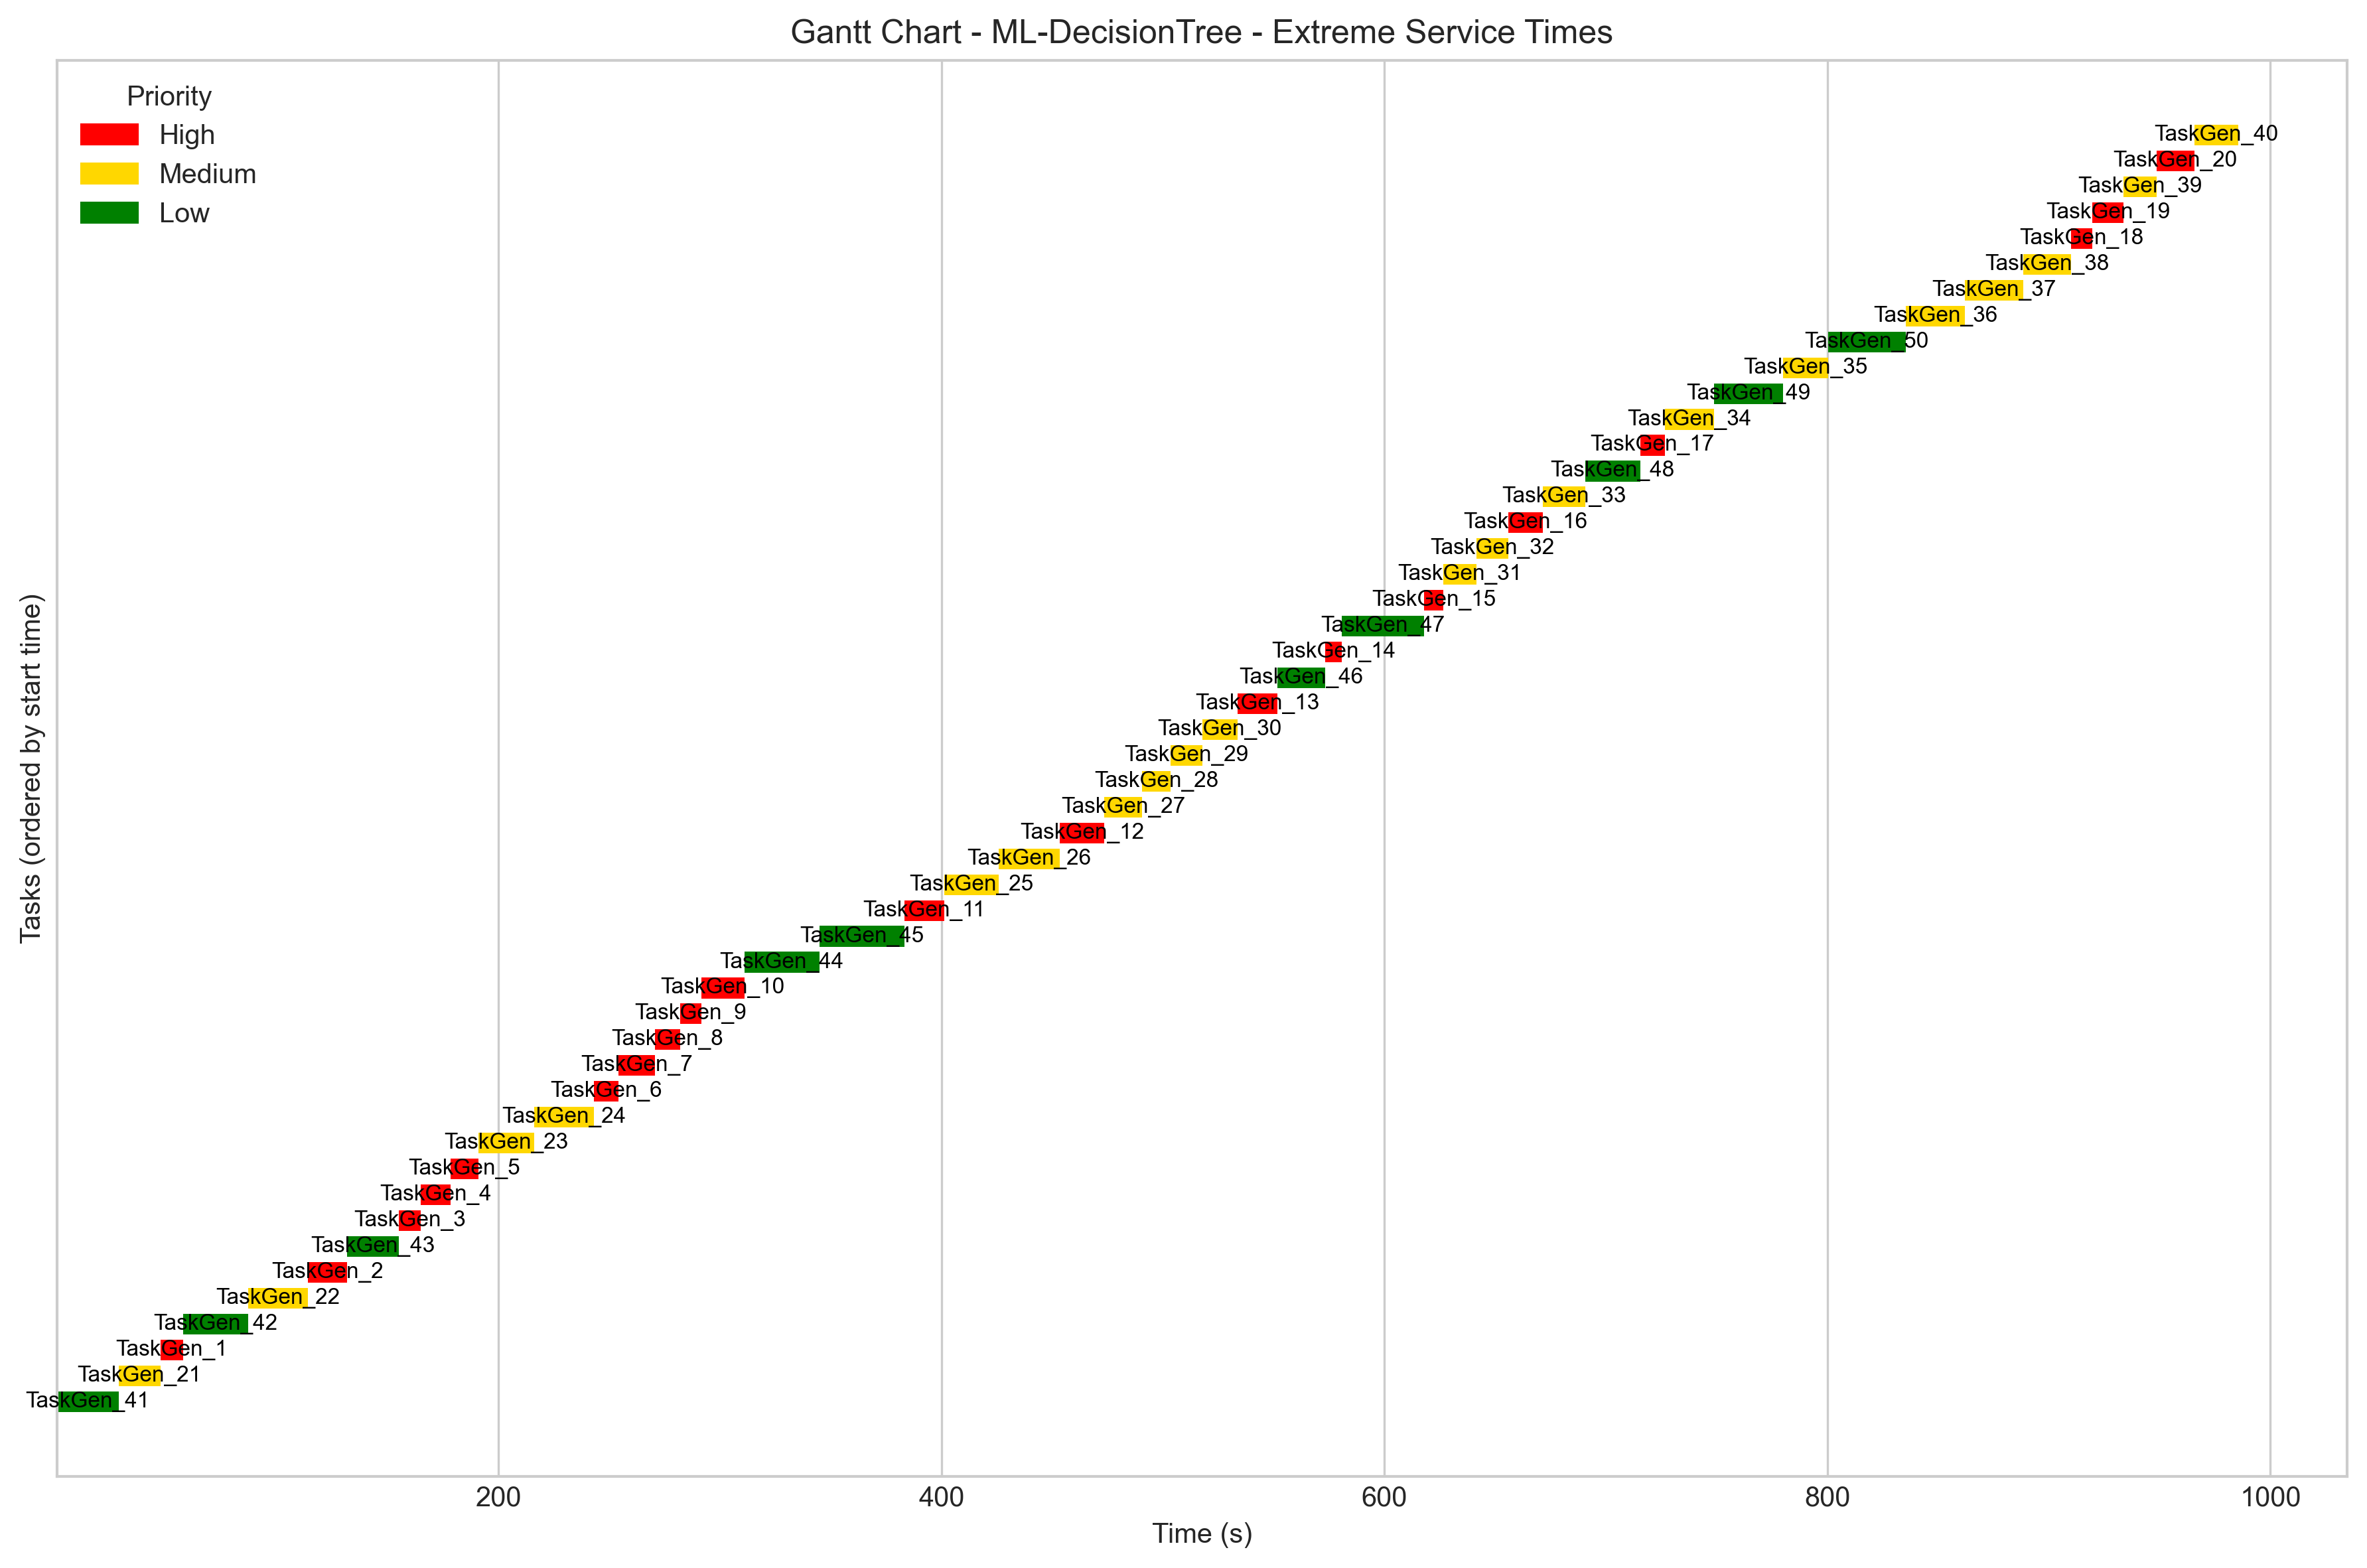 Gantt Chart - ML-DecisionTree - Extreme Service Times
Priority
High
Medium
Low
TaskGen_40
TaskGen_20
TaskGen_39
TaskGen_19
TaskGen_18
TaskGen_38
TaskGen_37
TaskGen_36
TaskGen_50
TaskGen_35
TaskGen_49
TaskGen_34
TaskGen_17
TaskGen_48
TaskGen_33
TaskGen_16
TaskGen_32
TaskGen_31
TaskGen_15
TaskGen_47
TaskGen_14
TaskGen_46
TaskGen_13
TaskGen_30
TaskGen_29
TaskGen_28
TaskGen_27
TaskGen_12
TaskGen_26
TaskGen_25
TaskGen_11
TaskGen_45
TaskGen_44
TaskGen_10
TaskGen_9
TaskGen_8
TaskGen_7
TaskGen_6
TaskGen_24
TaskGen_23
TaskGen_5
TaskGen_4
TaskGen_3
TaskGen_43
TaskGen_2
TaskGen_22
TaskGen_42
TaskGen_1
TaskGen_21
TaskGen_41
Tasks (ordered by start time)
200 400 600 800 1000
Time (s)